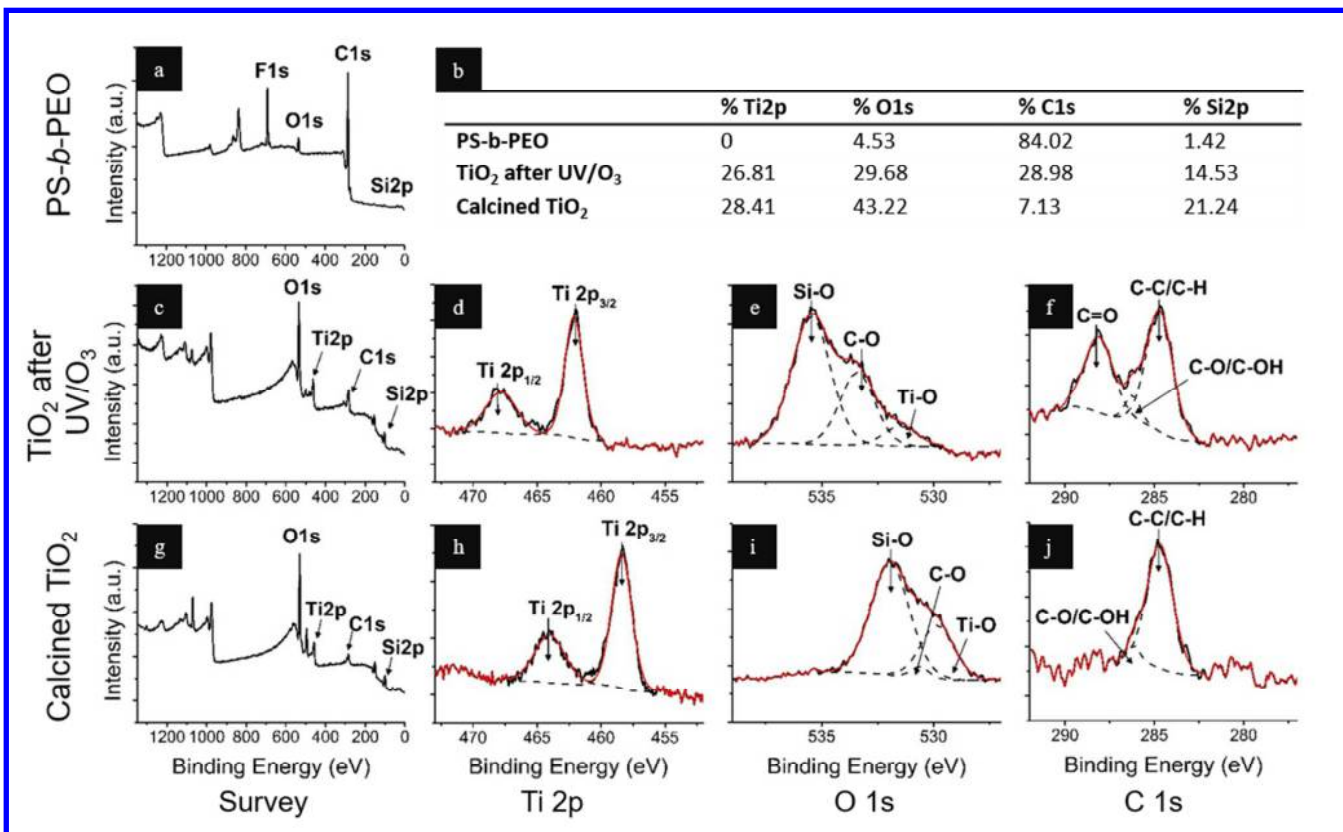 PS-b-PEO
a
C1s
F1s
O1s
Si2p
Intensity (a.u.)
1200 1000 800 600 400 200 0
b
% Ti2p % O1s % C1s % Si2p
PS-b-PEO 0 4.53 84.02 1.42
TiO2 after UV/O3 26.81 29.68 28.98 14.53
Calcined TiO2 28.41 43.22 7.13 21.24
TiO2 after
UV/O3
c
O1s
Ti2p
C1s
Si2p
Intensity (a.u.)
1200 1000 800 600 400 200 0
d
Ti 2p3/2
Ti 2p1/2
470 465 460 455
e
Si-O
C-O
Ti-O
535 530
f
C-C/C-H
C=O
C-O/C-OH
290 285 280
Calcined TiO2
g
O1s
Ti2p
C1s
Si2p
Intensity (a.u.)
1200 1000 800 600 400 200 0
Binding Energy (eV)
Survey
h
Ti 2p3/2
Ti 2p1/2
470 465 460 455
Binding Energy (eV)
Ti 2p
i
Si-O
C-O
Ti-O
535 530
Binding Energy (eV)
O 1s
j
C-C/C-H
C-O/C-OH
290 285 280
Binding Energy (eV)
C 1s